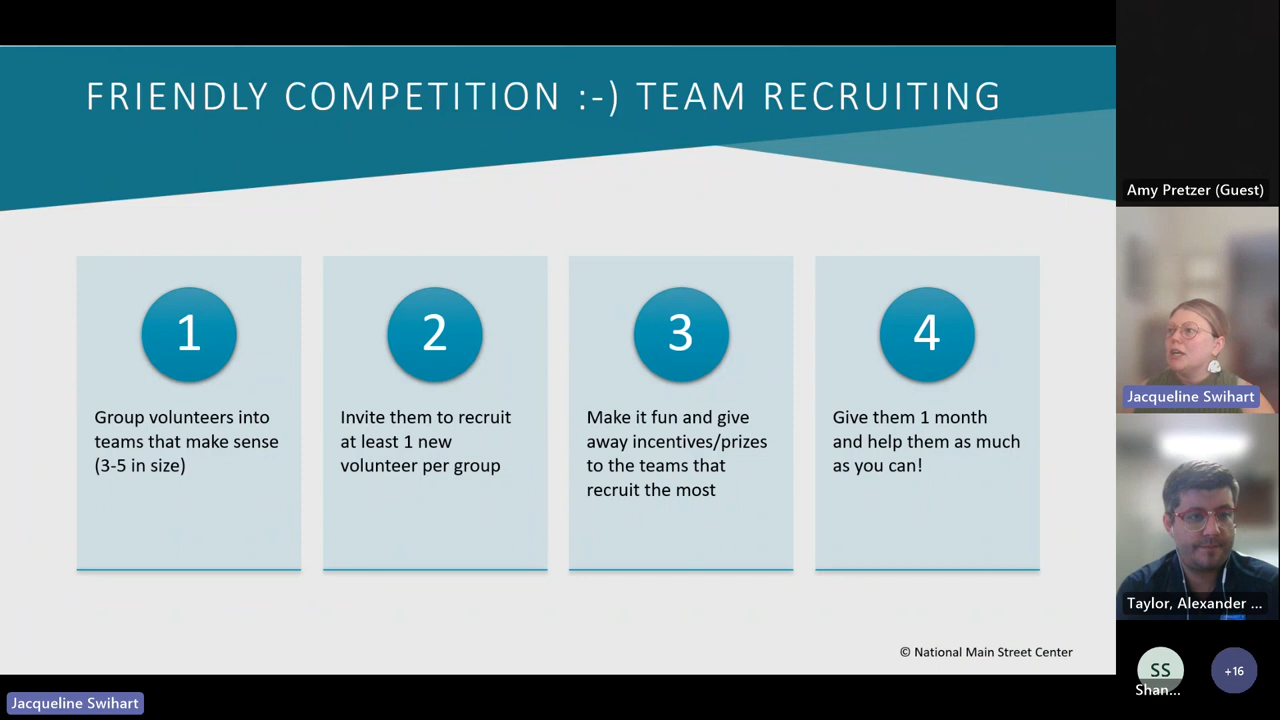 FRIENDLY COMPETITION :-) TEAM RECRUITING
1
Group volunteers into
teams that make sense
(3-5 in size)
2
Invite them to recruit
at least 1 new
volunteer per group
3
Make it fun and give
away incentives/prizes
to the teams that
recruit the most
4
Give them 1 month
and help them as much
as you can!
© National Main Street Center
Amy Pretzer (Guest)
Jacqueline Swihart
Taylor, Alexander ...
SS
Shan...
+16
Jacqueline Swihart